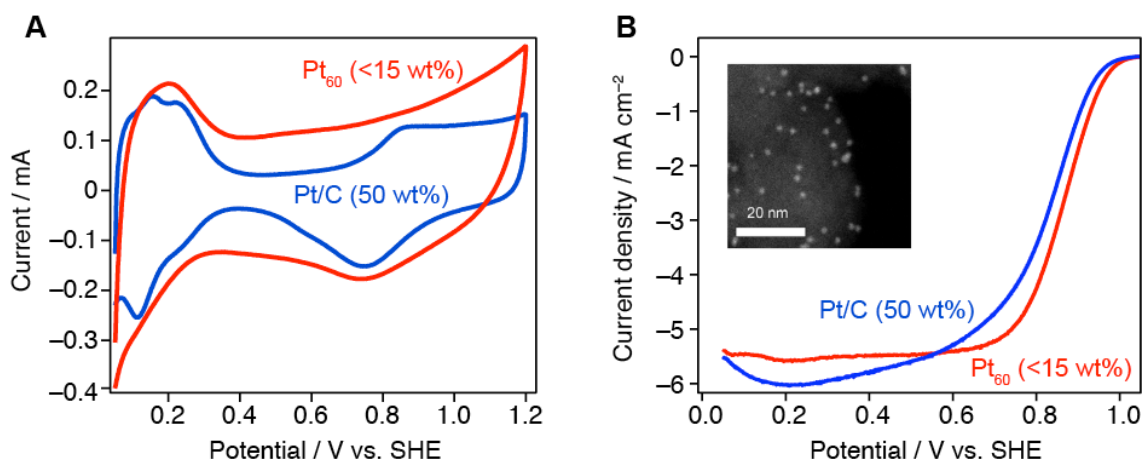 A
Pt60 (<15 wt%)
Pt/C (50 wt%)
Current / mA
0.2
0.1
0
–0.1
–0.2
–0.3
–0.4
0.2
0.4
0.6
0.8
1.0
1.2
Potential / V vs. SHE
B
20 nm
Pt/C (50 wt%)
Pt60 (<15 wt%)
Current density / mA cm–2
0
–1
–2
–3
–4
–5
–6
0.0
0.2
0.4
0.6
0.8
1.0
Potential / V vs. SHE